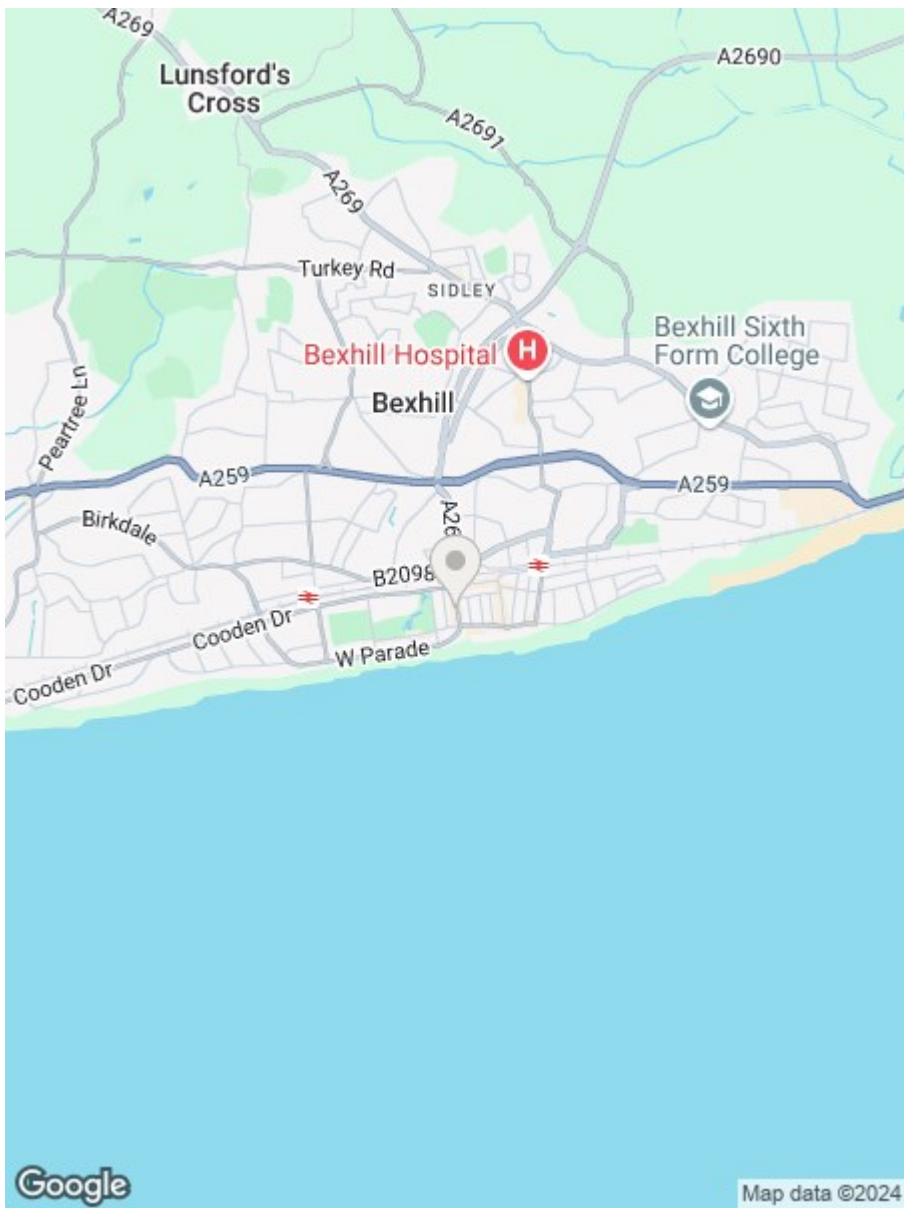 A269
A2690
Lunsford's
Cross
A2691
A269
Turkey Rd
SIDLEY
Bexhill Sixth
Form College
Bexhill Hospital
H
Bexhill
Peartree Ln
A259
A259
Birkdale
A26
B2098
Cooden Dr
W Parade
Cooden Dr
Google
Map data ©2024